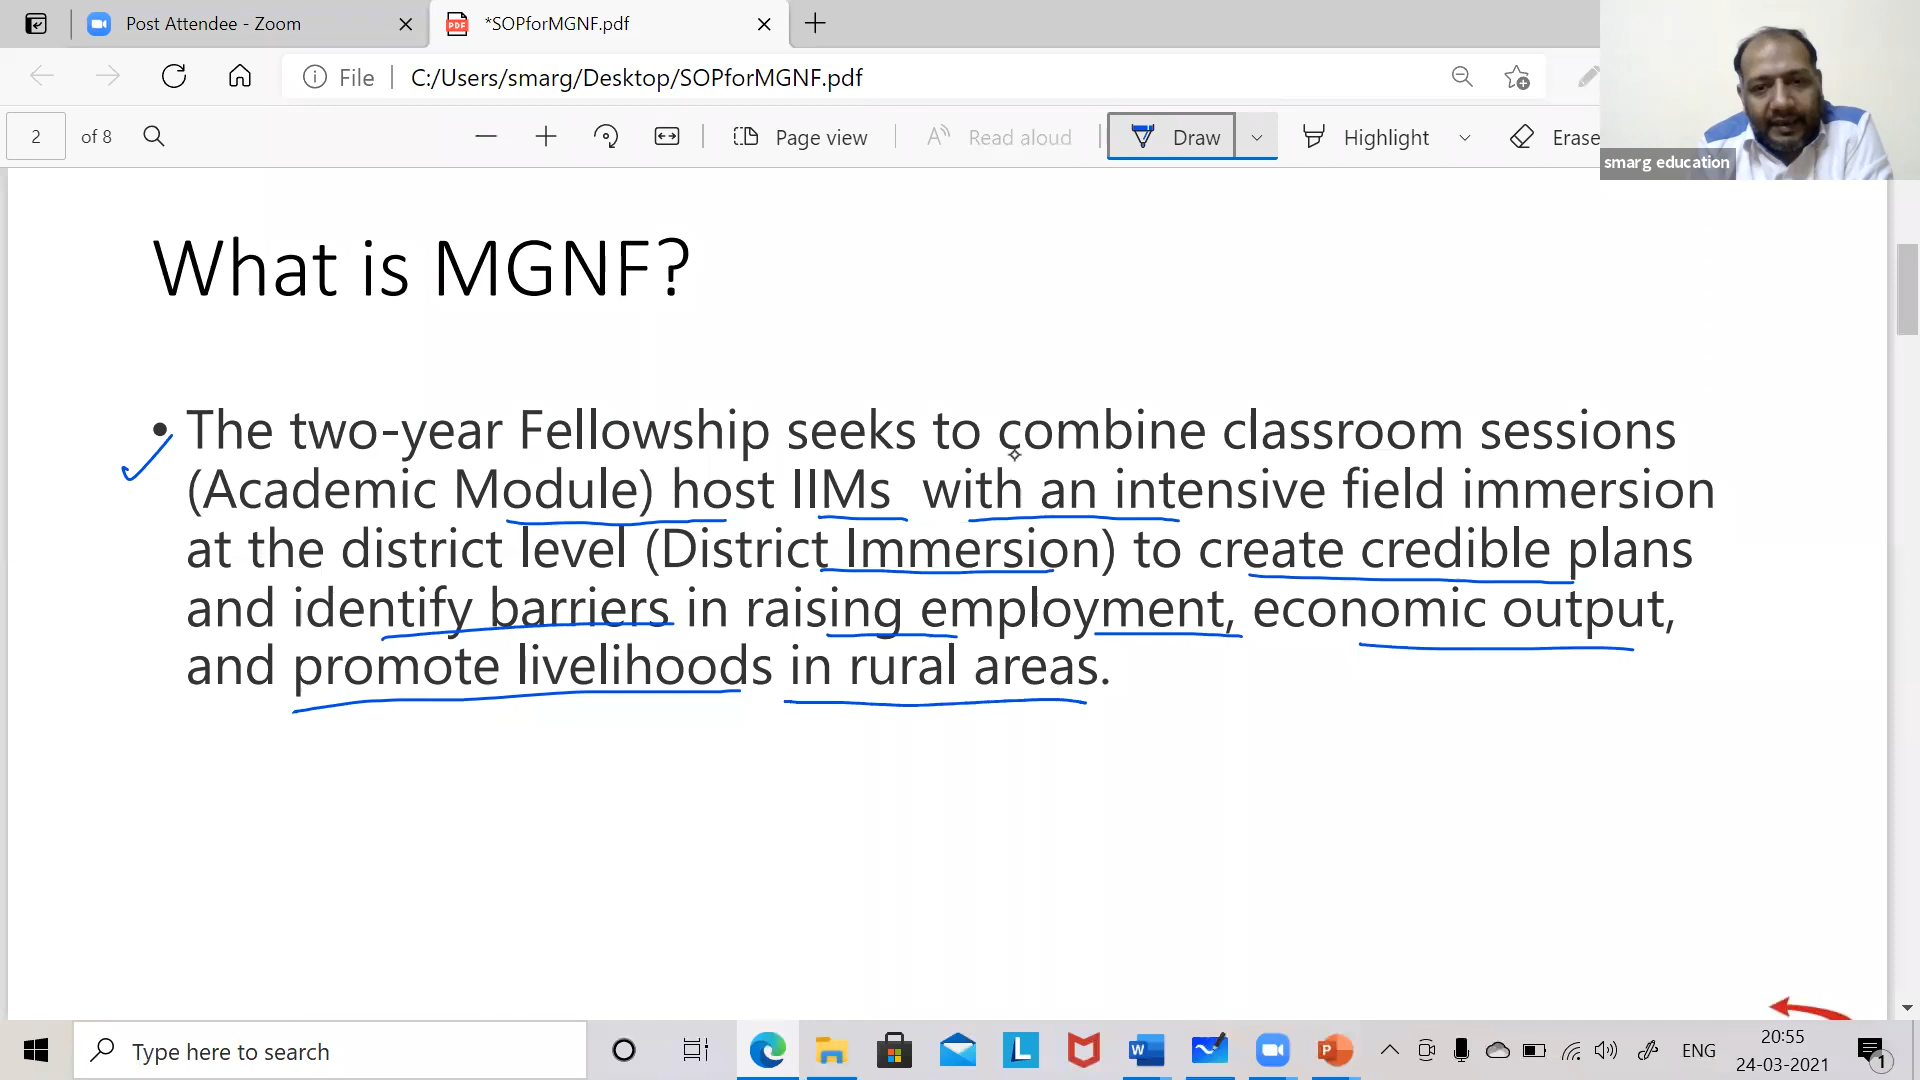 Post Attendee - Zoom
*SOPforMGNF.pdf
File
C:/Users/smarg/Desktop/SOPforMGNF.pdf
2 of 8
Page view
Read aloud
Draw
Highlight
Erase
smarg education
What is MGNF?
• The two-year Fellowship seeks to combine classroom sessions
(Academic Module) host IIMs with an intensive field immersion
at the district level (District Immersion) to create credible plans
and identify barriers in raising employment, economic output,
and promote livelihoods in rural areas.
Type here to search
ENG
20:55
24-03-2021
1